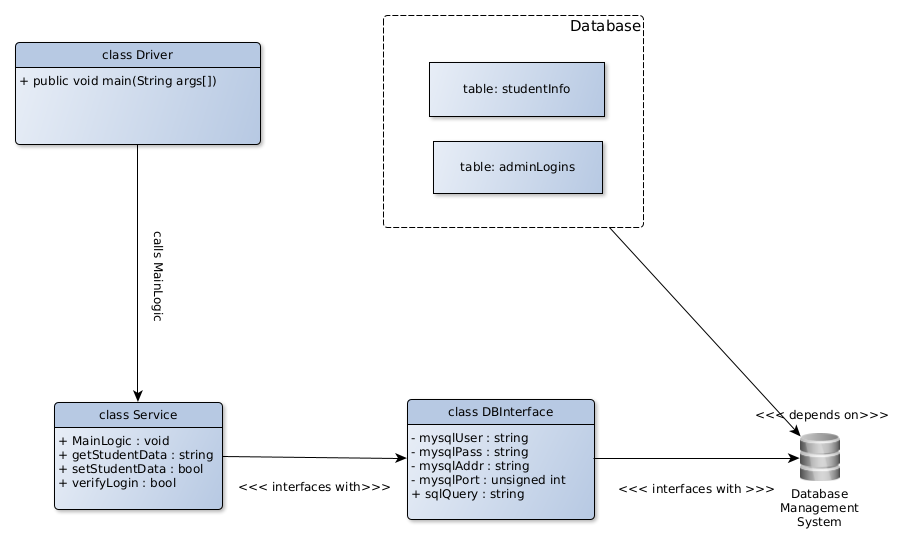 Database
class Driver
+ public void main(String args[])
table: studentInfo
table: adminLogins
calls MainLogic
class Service
+ MainLogic : void
+ getStudentData : string
+ setStudentData : bool
+ verifyLogin : bool
<<< interfaces with>>>
class DBInterface
- mysqlUser : string
- mysqlPass : string
- mysqlAddr : string
- mysqlPort : unsigned int
+ sqlQuery : string
<<< interfaces with >>>
<<< depends on>>>
Database
Management
System